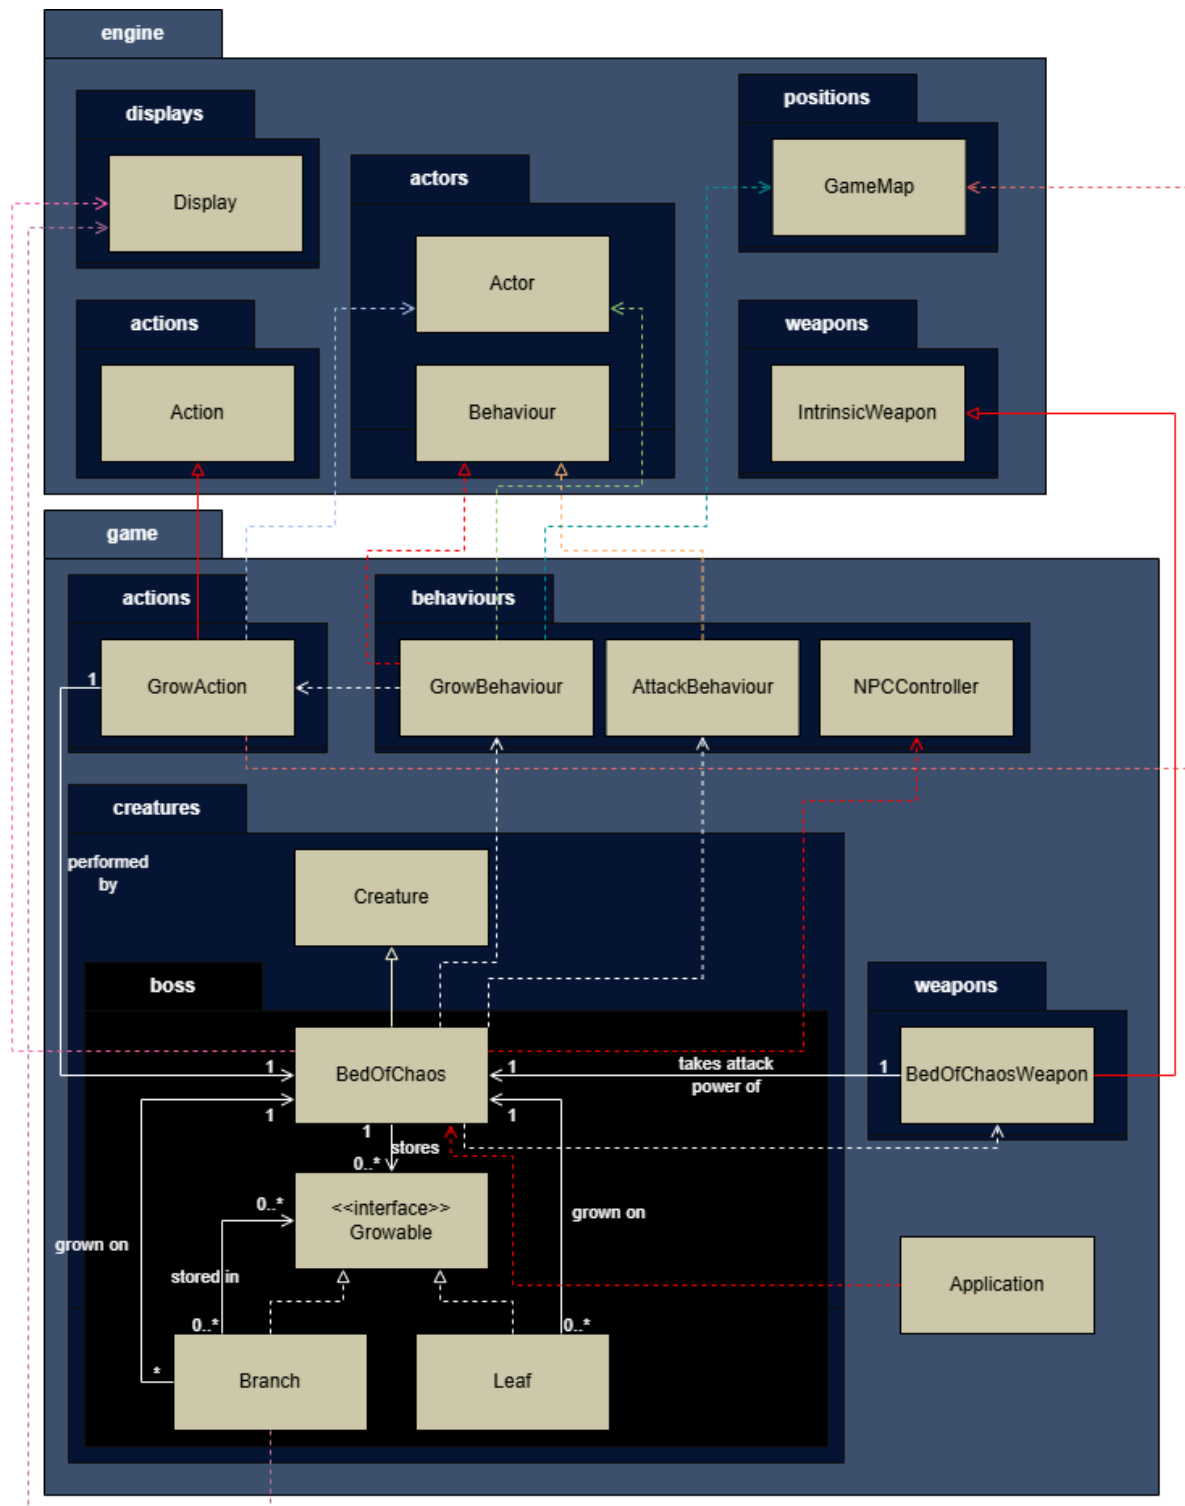 engine
displays
positions
Display
actors
GameMap
Actor
actions
weapons
Action
Behaviour
IntrinsicWeapon
game
actions
behaviours
GrowAction
GrowBehaviour
AttackBehaviour
NPCController
1
creatures
performed
by
Creature
boss
weapons
BedOfChaos
BedOfChaosWeapon
1
1
takes attack
power of
1
1
1
1
stores
0..*
<<interface>>
Growable
0..*
grown on
grown on
stored in
Application
0..*
0..*
*
Branch
Leaf